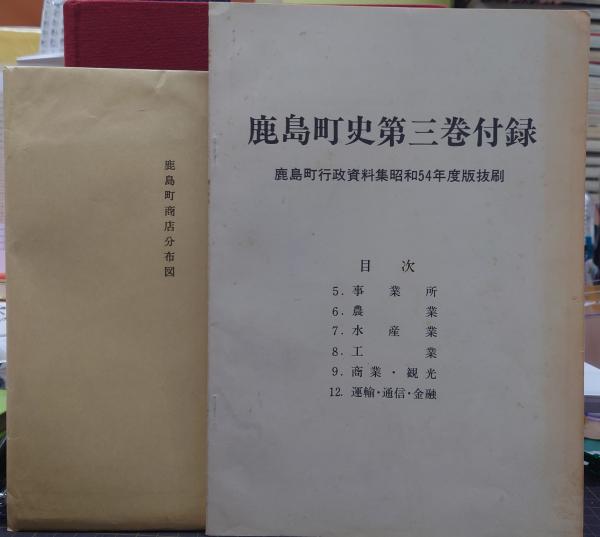 鹿島町史第三巻付録
鹿島町行政資料集昭和54年度版抜刷
目次
5. 事業所
6. 農業
7. 水産業
8. 工業
9. 商業・観光
12. 運輸・通信・金融
鹿島町商店分布図